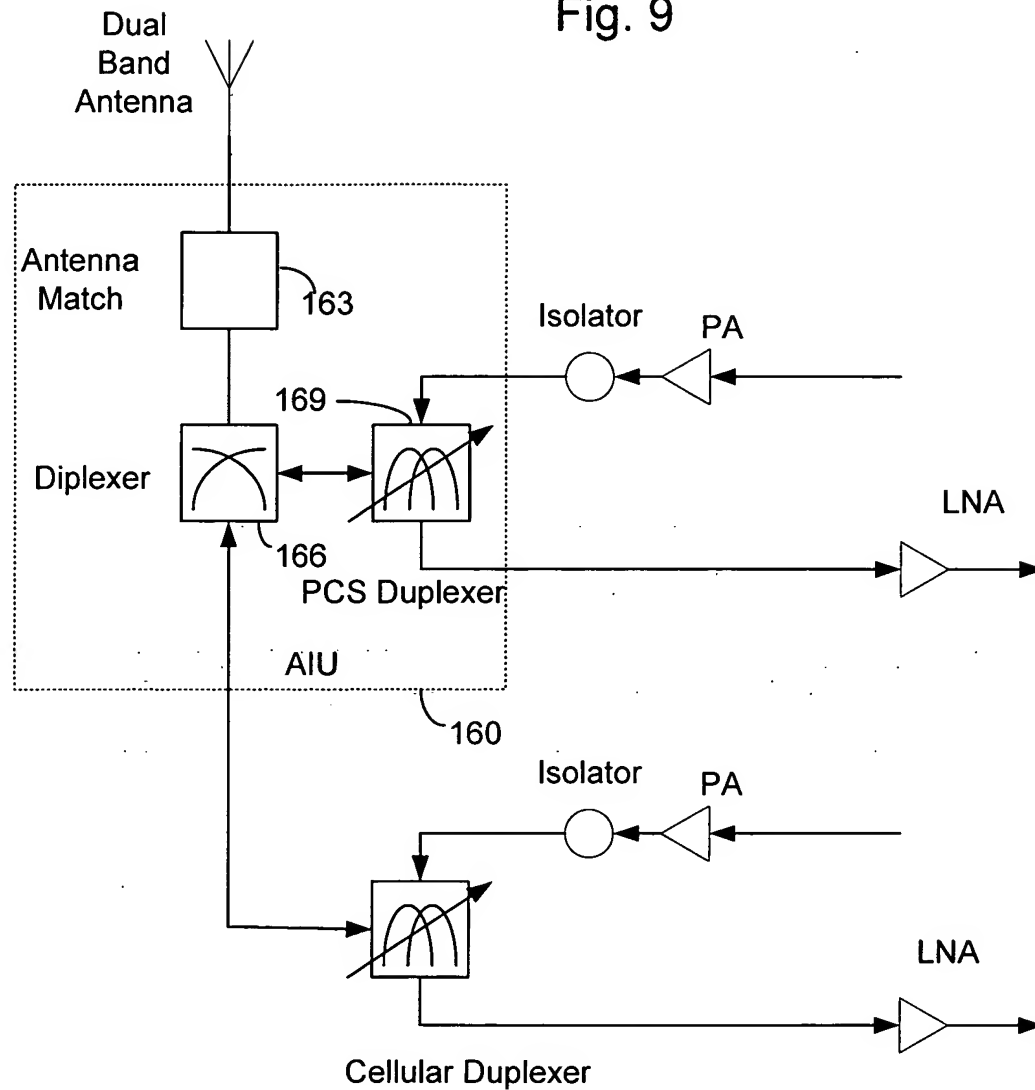 Fig. 9
Dual
Band
Antenna
Antenna
Match
163
Isolator
PA
169
Diplexer
LNA
166
PCS Duplexer
AIU
160
Isolator
PA
LNA
Cellular Duplexer